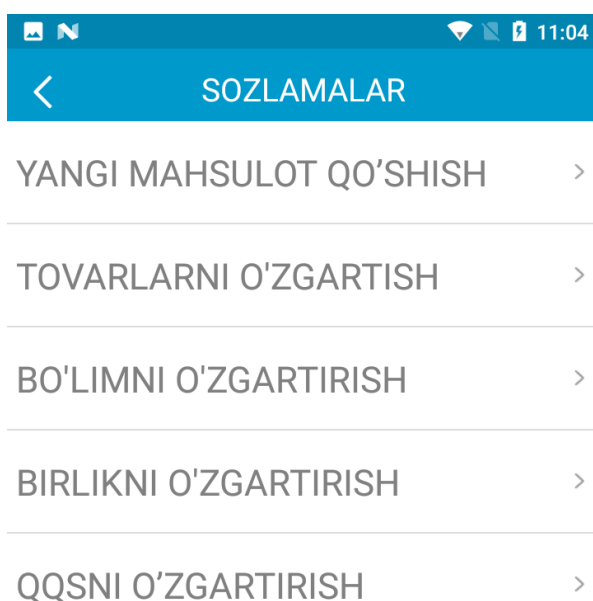 11:04
SOZLAMALAR
YANGI MAHSULOT QO’SHISH
TOVARLARNI O'ZGARTISH
BO'LIMNI O'ZGARTIRISH
BIRLIKNI O'ZGARTIRISH
QQSNI O’ZGARTIRISH